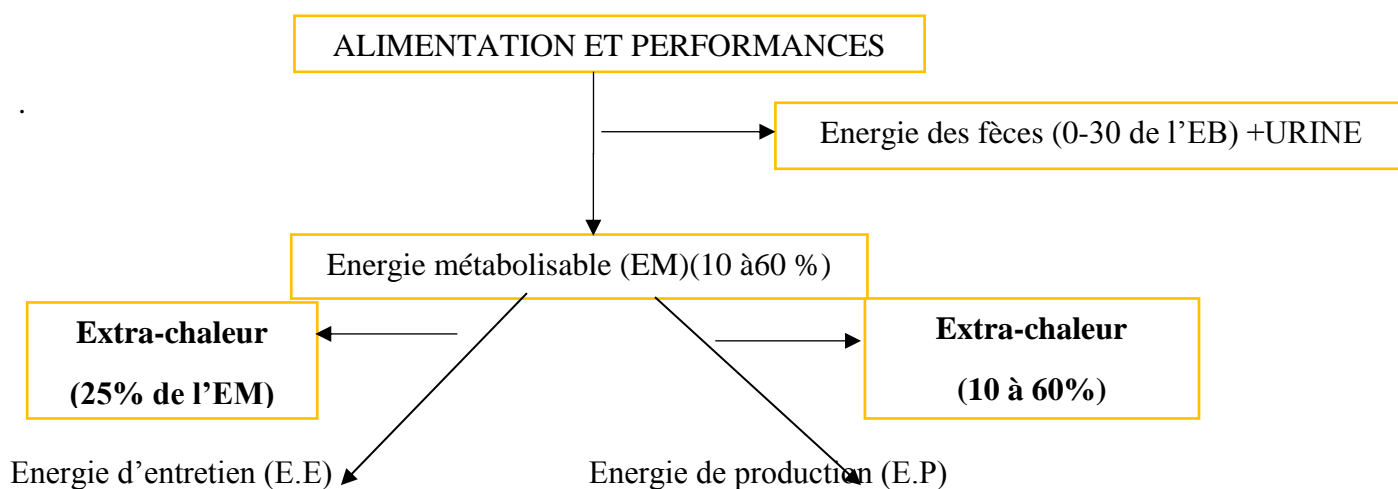 ALIMENTATION ET PERFORMANCES
.
Energie des fèces (0-30 de l’EB) +URINE
Energie métabolisable (EM)(10 à60 %)
Extra-chaleur
(25% de l’EM)
Extra-chaleur
(10 à 60%)
Energie d’entretien (E.E)
Energie de production (E.P)